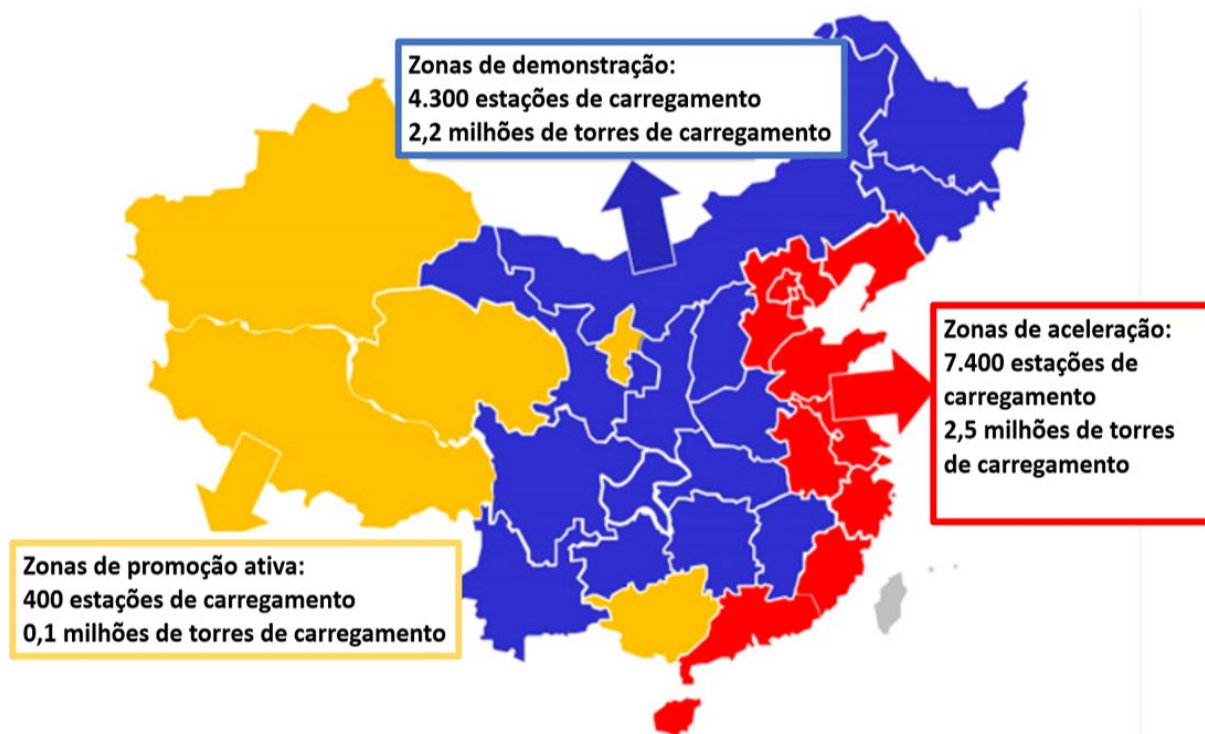 Zonas de demonstração:
4.300 estações de carregamento
2,2 milhões de torres de carregamento
Zonas de aceleração:
7.400 estações de
carregamento
2,5 milhões de torres
de carregamento
Zonas de promoção ativa:
400 estações de carregamento
0,1 milhões de torres de carregamento